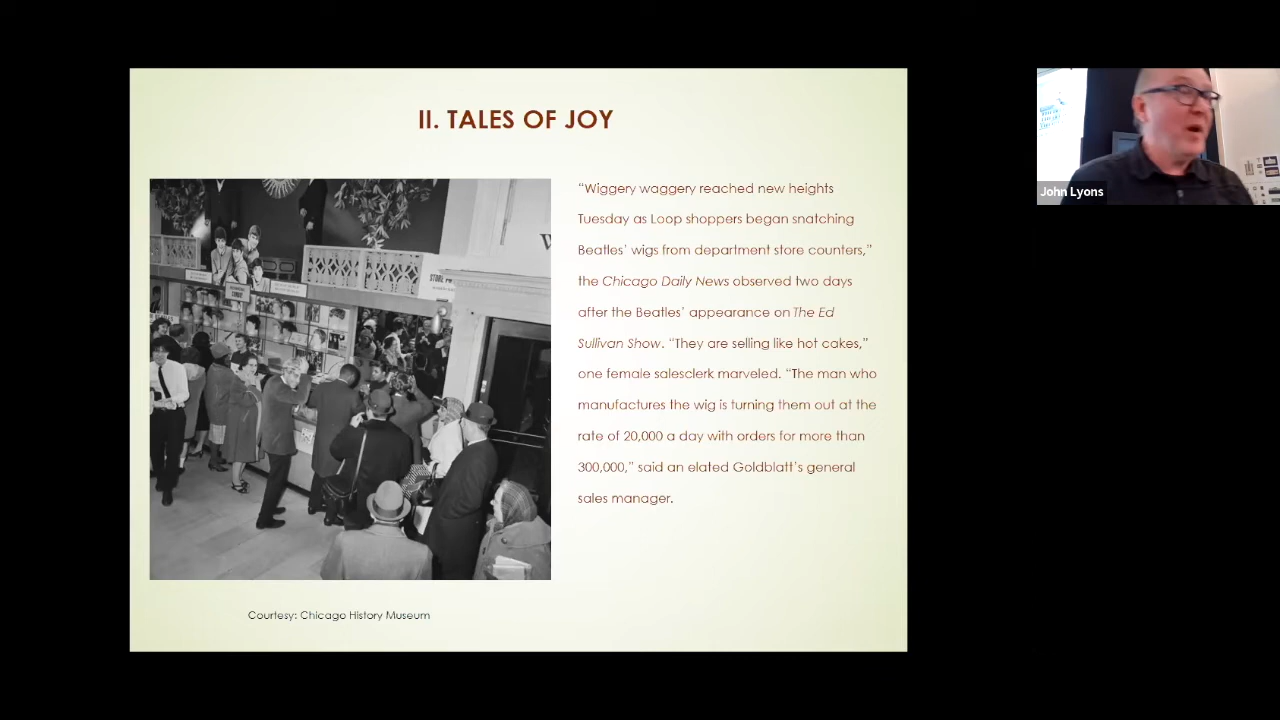 II. TALES OF JOY
“Wiggery waggery reached new heights
Tuesday as Loop shoppers began snatching
Beatles’ wigs from department store counters,”
the Chicago Daily News observed two days
after the Beatles’ appearance on The Ed
Sullivan Show. “They are selling like hot cakes,”
one female salesclerk marveled. “The man who
manufactures the wig is turning them out at the
rate of 20,000 a day with orders for more than
300,000,” said an elated Goldblatt’s general
sales manager.
Courtesy: Chicago History Museum
John Lyons